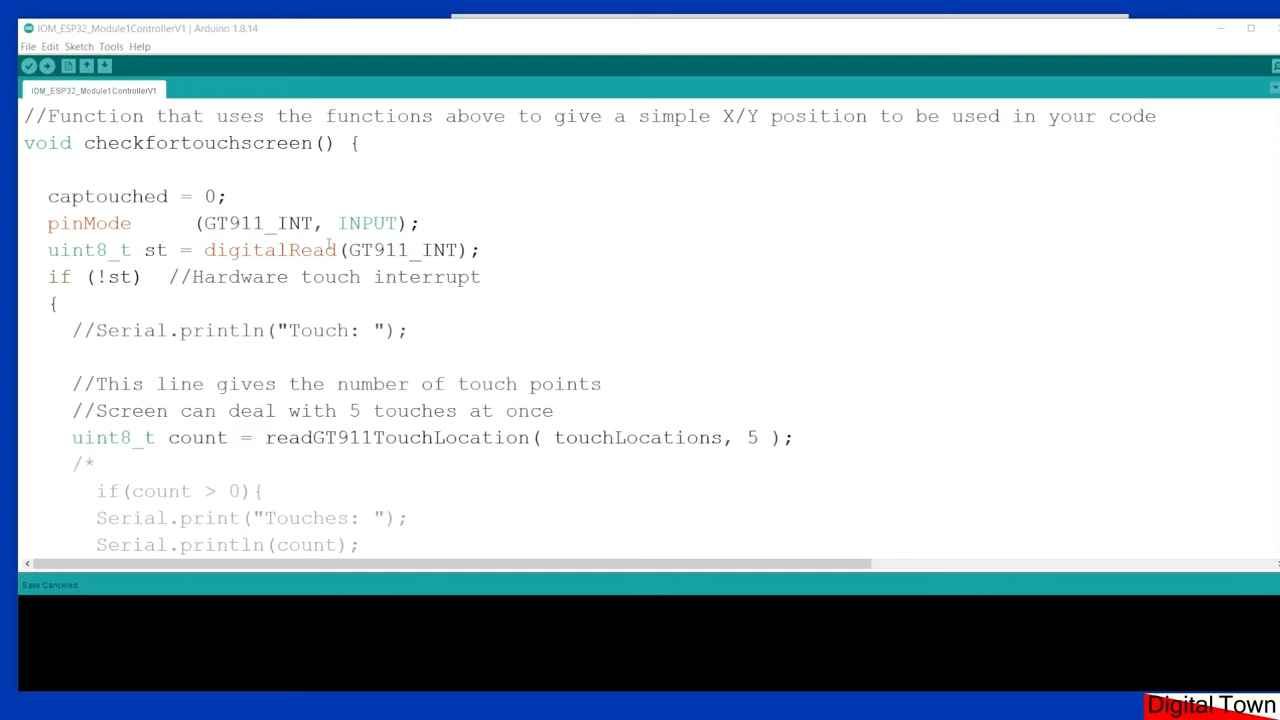 IOM_ESP32_Module1ControllerV1 | Arduino 1.8.14
File Edit Sketch Tools Help
IOM_ESP32_Module1ControllerV1
//Function that uses the functions above to give a simple X/Y position to be used in your code
void checkfortouchscreen() {
captouched = 0;
pinMode (GT911_INT, INPUT);
uint8_t st = digitalRead(GT911_INT);
if (!st) //Hardware touch interrupt
{
//Serial.println("Touch: ");
//This line gives the number of touch points
//Screen can deal with 5 touches at once
uint8_t count = readGT911TouchLocation( touchLocations, 5 );
/*
if(count > 0){
Serial.print("Touches: ");
Serial.println(count);
Save Canceled
Digital Town